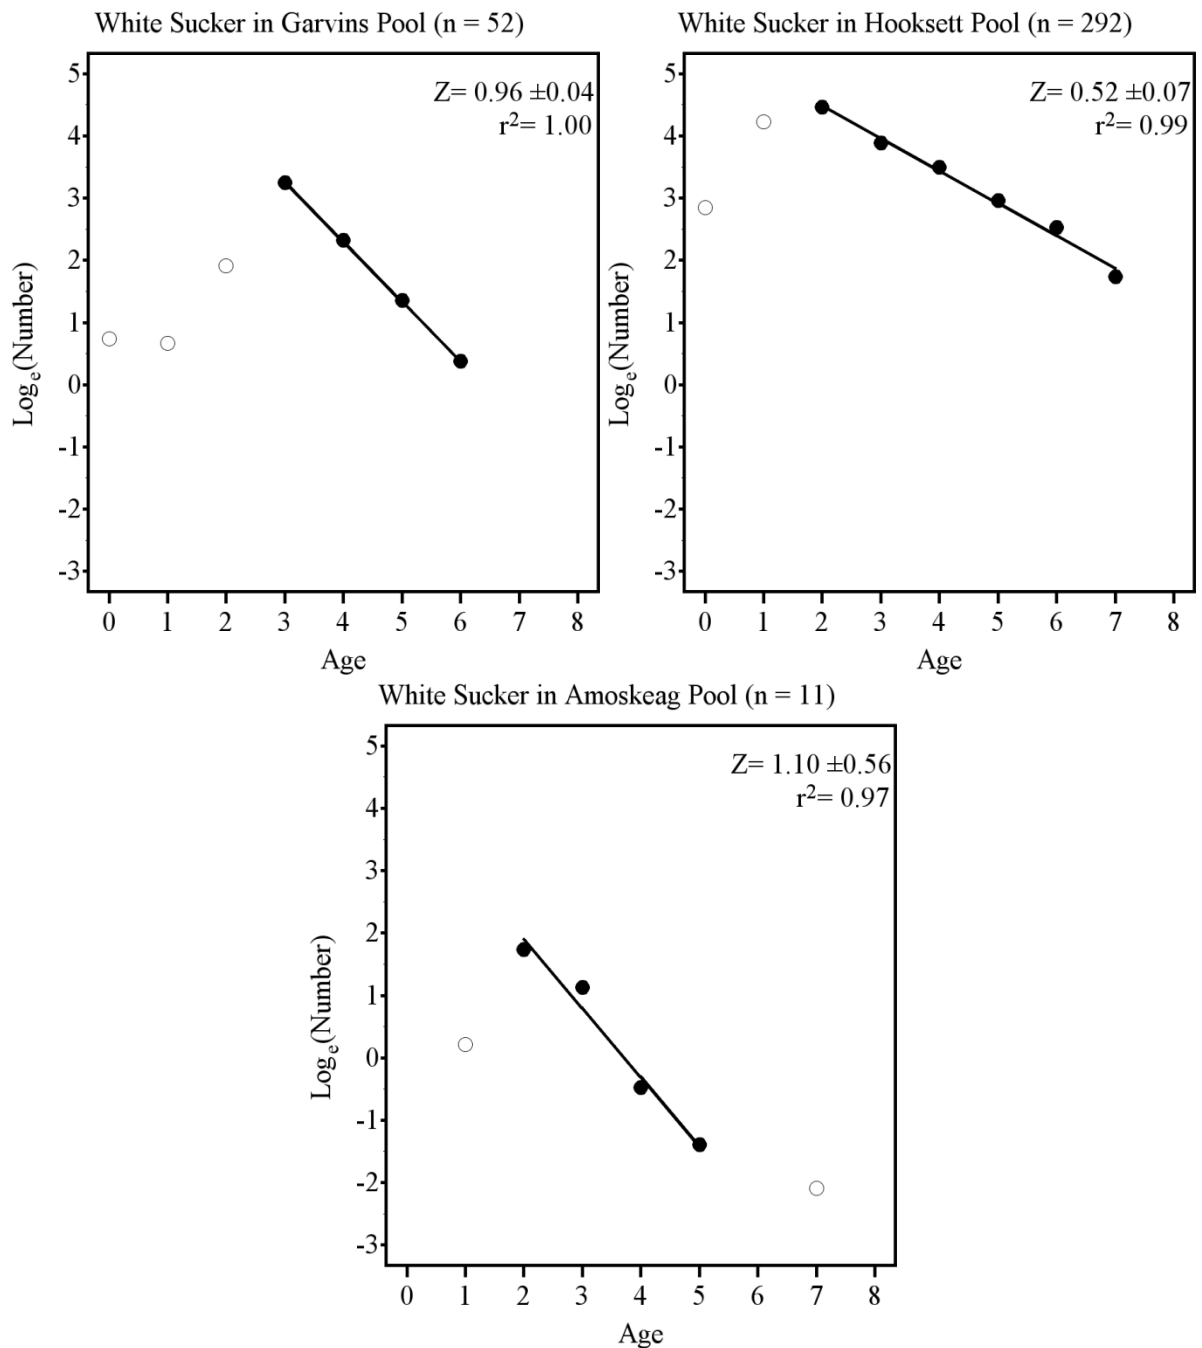 White Sucker in Garvins Pool (n = 52)
Z= 0.96 ±0.04
r²= 1.00
5
4
3
2
1
0
-1
-2
-3
Logₑ(Number)
0 1 2 3 4 5 6 7 8
Age
White Sucker in Hooksett Pool (n = 292)
Z= 0.52 ±0.07
r²= 0.99
5
4
3
2
1
0
-1
-2
-3
Logₑ(Number)
0 1 2 3 4 5 6 7 8
Age
White Sucker in Amoskeag Pool (n = 11)
Z= 1.10 ±0.56
r²= 0.97
5
4
3
2
1
0
-1
-2
-3
Logₑ(Number)
0 1 2 3 4 5 6 7 8
Age